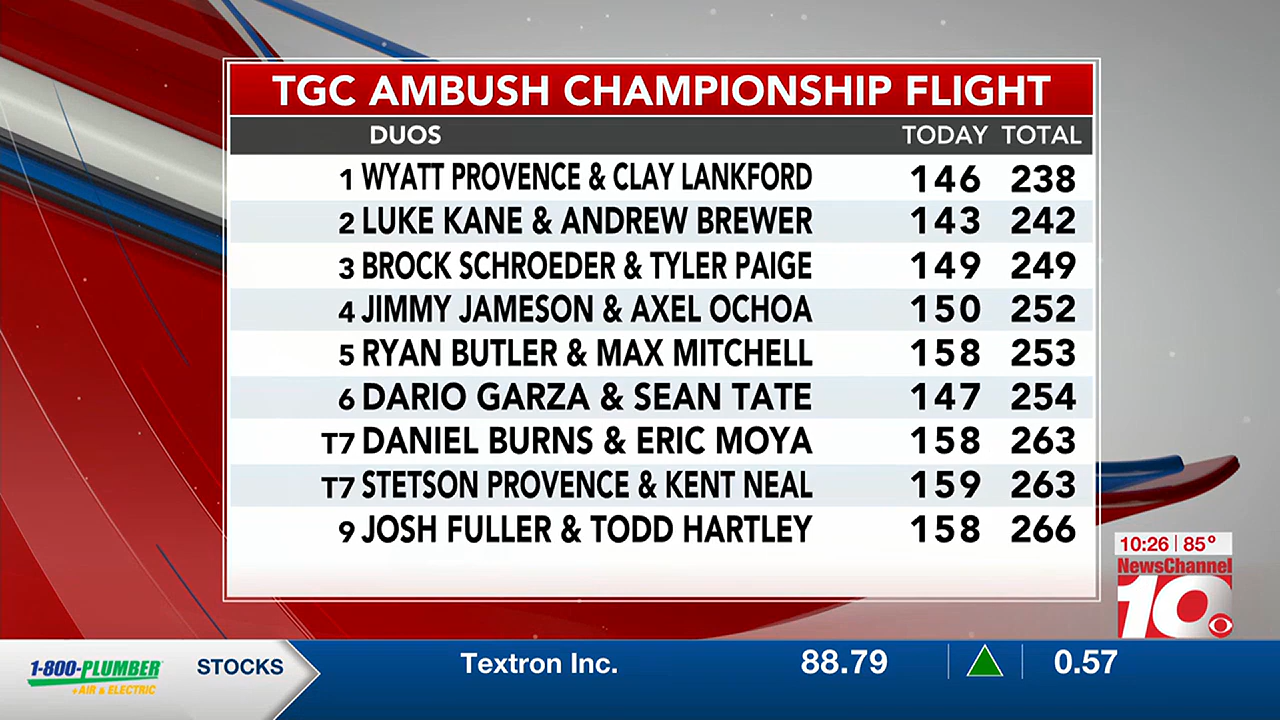 TGC AMBUSH CHAMPIONSHIP FLIGHT
DUOS TODAY TOTAL
1 WYATT PROVENCE & CLAY LANKFORD 146 238
2 LUKE KANE & ANDREW BREWER 143 242
3 BROCK SCHROEDER & TYLER PAIGE 149 249
4 JIMMY JAMESON & AXEL OCHOA 150 252
5 RYAN BUTLER & MAX MITCHELL 158 253
6 DARIO GARZA & SEAN TATE 147 254
T7 DANIEL BURNS & ERIC MOYA 158 263
T7 STETSON PROVENCE & KENT NEAL 159 263
9 JOSH FULLER & TODD HARTLEY 158 266
10:26 85°
NewsChannel
10
1-800-PLUMBER
+AIR & ELECTRIC
STOCKS Textron Inc. 88.79 0.57